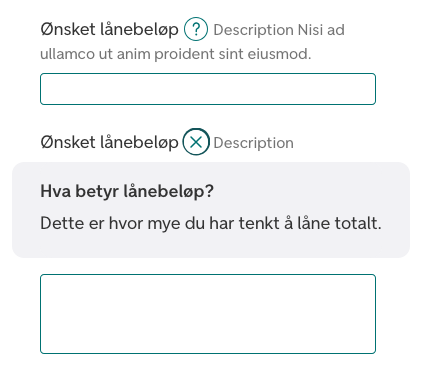 Ønsket lånebeløp ? Description Nisi ad
ullamco ut anim proident sint eiusmod.
Ønsket lånebeløp Description
Hva betyr lånebeløp?
Dette er hvor mye du har tenkt å låne totalt.